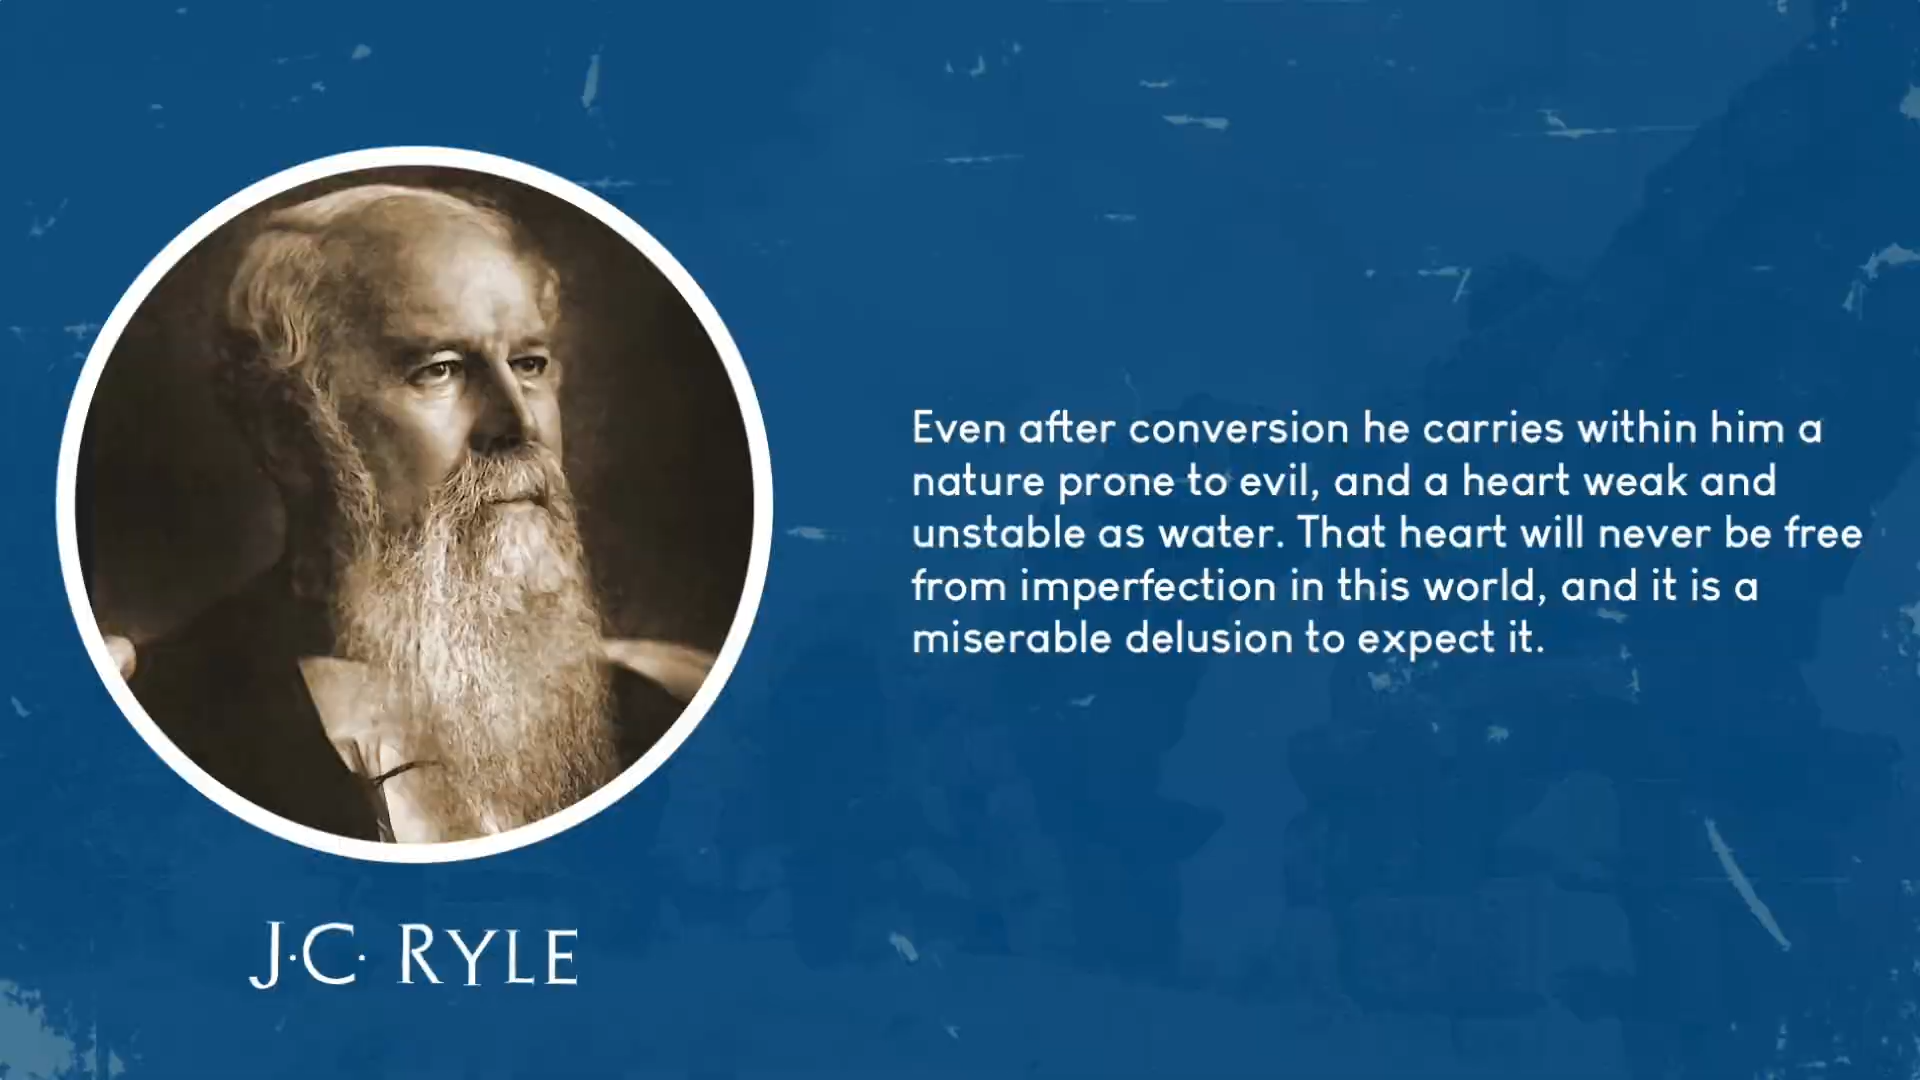 Even after conversion he carries within him a
nature prone to evil, and a heart weak and
unstable as water. That heart will never be free
from imperfection in this world, and it is a
miserable delusion to expect it.
J·C· RYLE